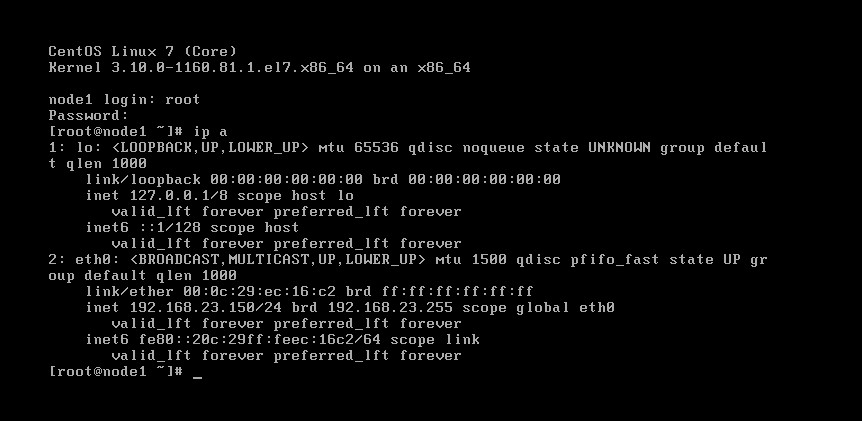 CentOS Linux 7 (Core)
Kernel 3.10.0-1160.81.1.el7.x86_64 on an x86_64
node1 login: root
Password:
[root@node1 ~]# ip a
1: lo: <LOOPBACK,UP,LOWER_UP> mtu 65536 qdisc noqueue state UNKNOWN group defaul
t qlen 1000
link/loopback 00:00:00:00:00:00 brd 00:00:00:00:00:00
inet 127.0.0.1/8 scope host lo
valid_lft forever preferred_lft forever
inet6 ::1/128 scope host
valid_lft forever preferred_lft forever
2: eth0: <BROADCAST,MULTICAST,UP,LOWER_UP> mtu 1500 qdisc pfifo_fast state UP gr
oup default qlen 1000
link/ether 00:0c:29:ec:16:c2 brd ff:ff:ff:ff:ff:ff
inet 192.168.23.150/24 brd 192.168.23.255 scope global eth0
valid_lft forever preferred_lft forever
inet6 fe80::20c:29ff:feec:16c2/64 scope link
valid_lft forever preferred_lft forever
[root@node1 ~]# _